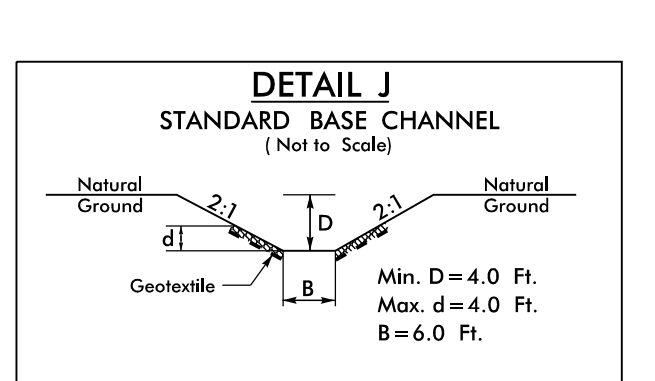 DETAIL J
STANDARD BASE CHANNEL
( Not to Scale)
Natural
Ground
2:1
D
2:1
Natural
Ground
d
Geotextile
B
Min. D=4.0 Ft.
Max. d=4.0 Ft.
B=6.0 Ft.